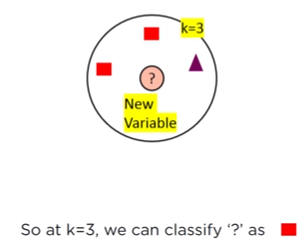 k=3
?
New
Variable
So at k=3, we can classify ‘?’ as